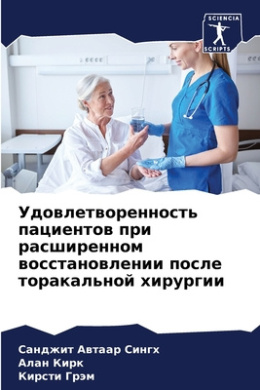 SCIENCIA
SCRIPTS
Удовлетворенность
пациентов при
расширенном
восстановлении после
торакальной хирургии
Санджит Автаар Сингх
Алан Кирк
Кирсти Грэм